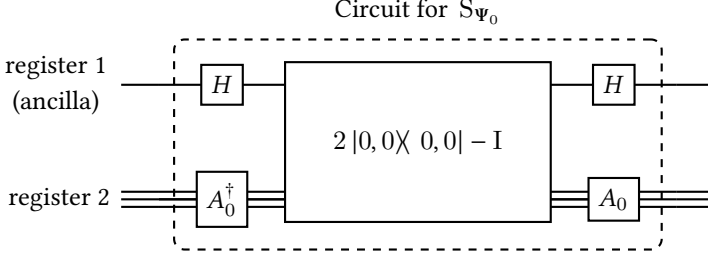 Circuit for S_Ψ₀
register 1
(ancilla)
H
H
2 |0,0⟩⟨ 0,0| − I
register 2
A₀†
A₀